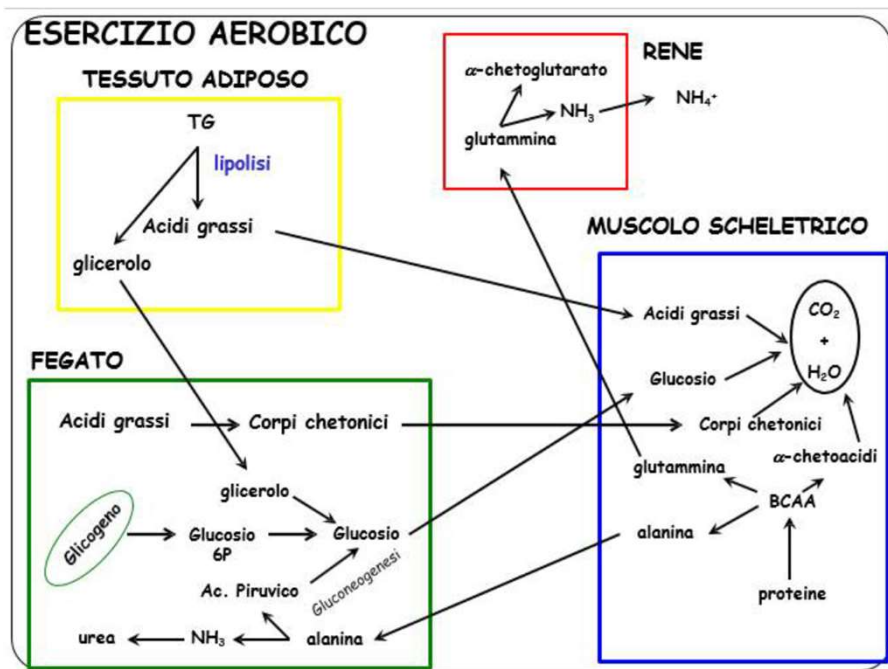 ESERCIZIO AEROBICO
TESSUTO ADIPOSO
TG
lipolisi
Acidi grassi
glicerolo
RENE
α-chetoglutarato
NH₃
NH₄⁺
glutammina
MUSCOLO SCHELETRICO
Acidi grassi
CO₂
+
H₂O
Glucosio
Corpi chetonici
α-chetoacidi
glutammina
BCAA
alanina
proteine
FEGATO
Acidi grassi
Corpi chetonici
glicerolo
Glicogeno
Glucosio
6P
Glucosio
Gluconeogenesi
Ac. Piruvico
urea
NH₃
alanina